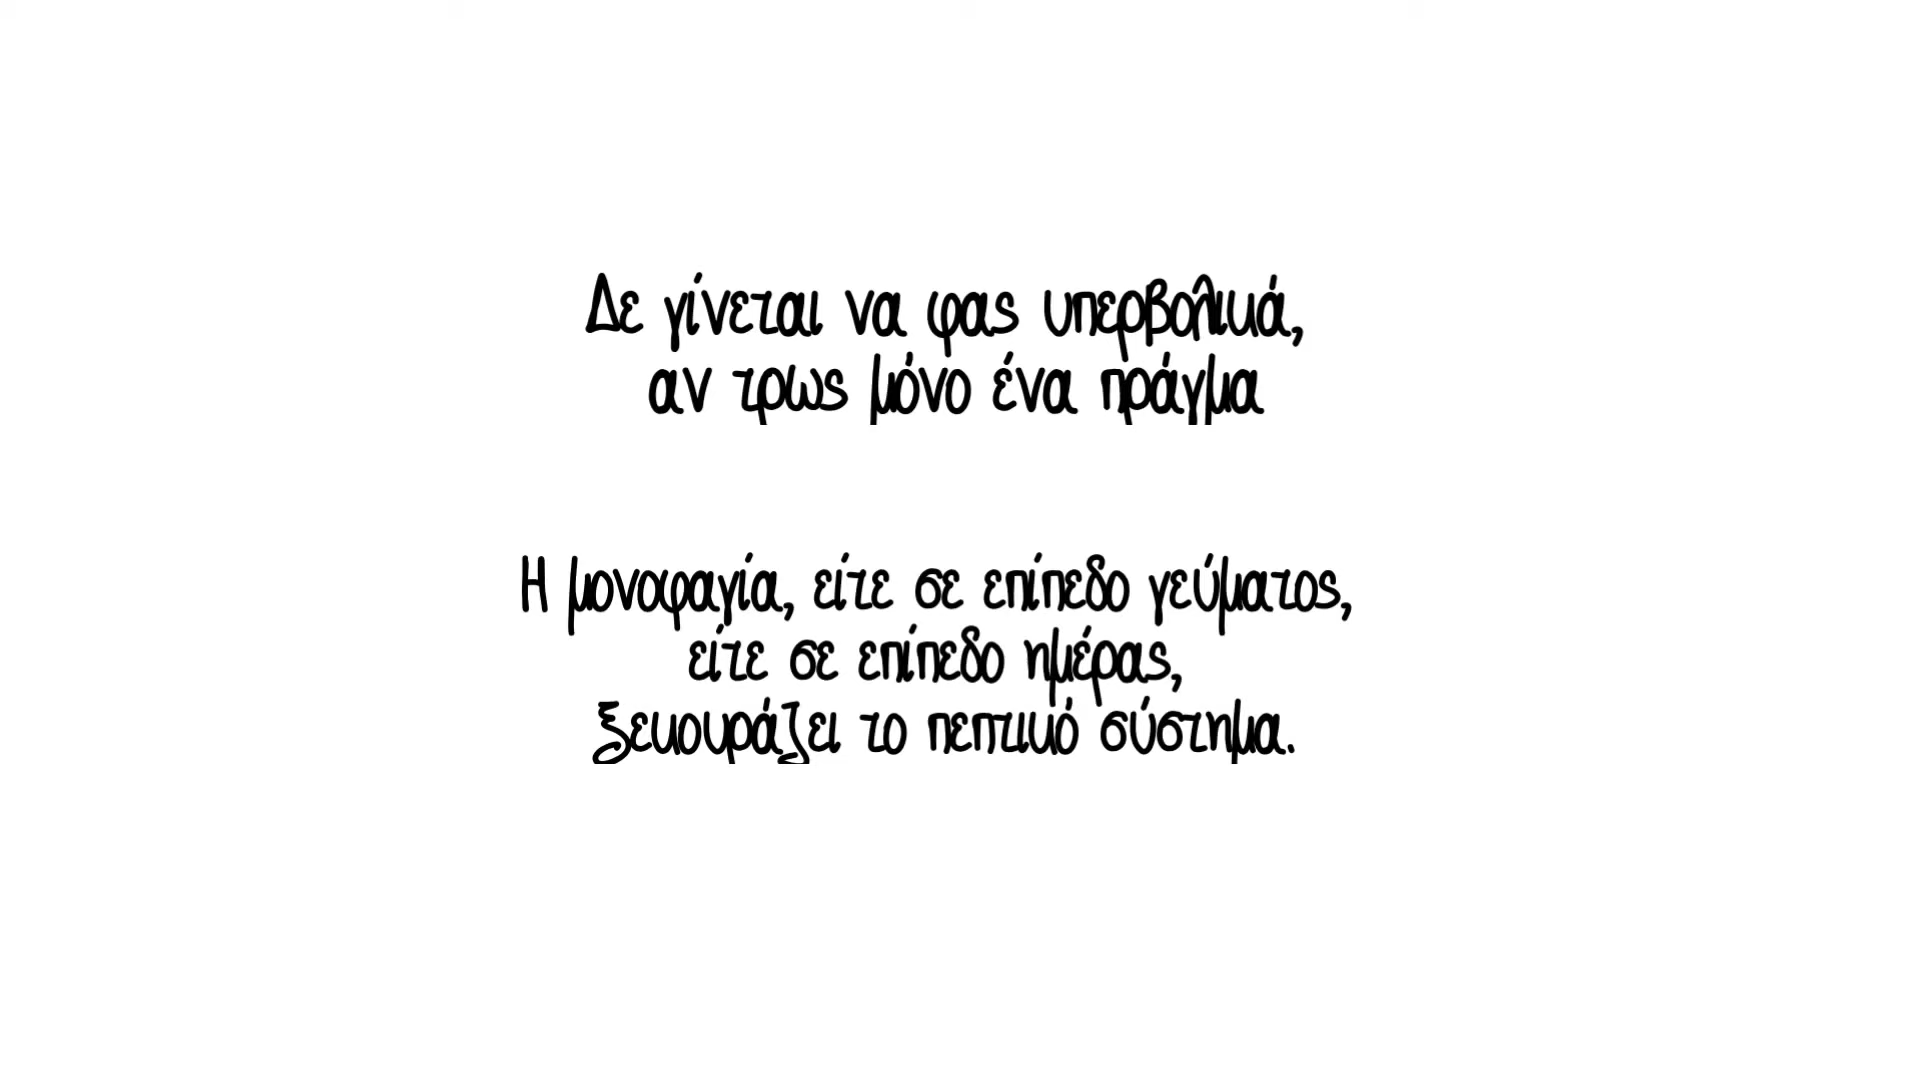 Δε γίνεται να φας υπερβολικά,
αν τρως μόνο ένα πράγμα
Η μονοφαγία, είτε σε επίπεδο γεύματος,
είτε σε επίπεδο ημέρας,
ξεκουράζει το πεπτικό σύστημα.